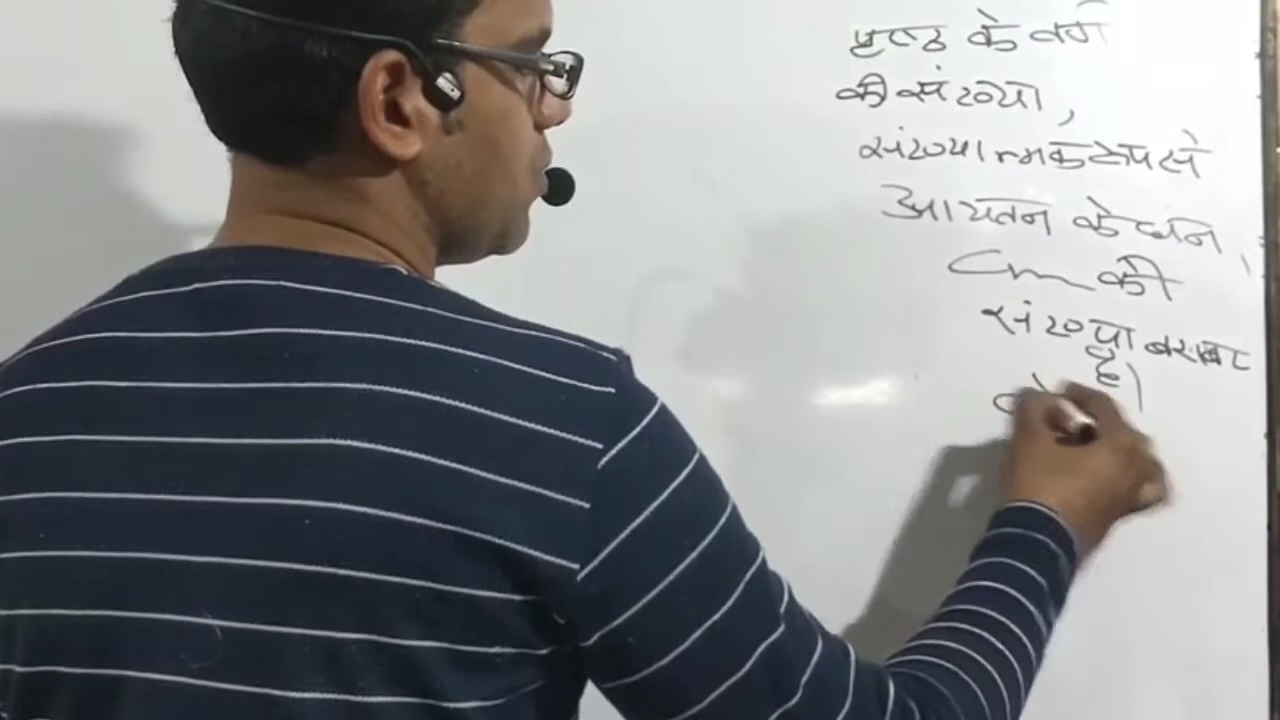 पृष्ठ के वर्ग
की संख्या,
संख्यात्मक रूप से
आयतन के घन,
Cm की
संख्या बराबर
है।